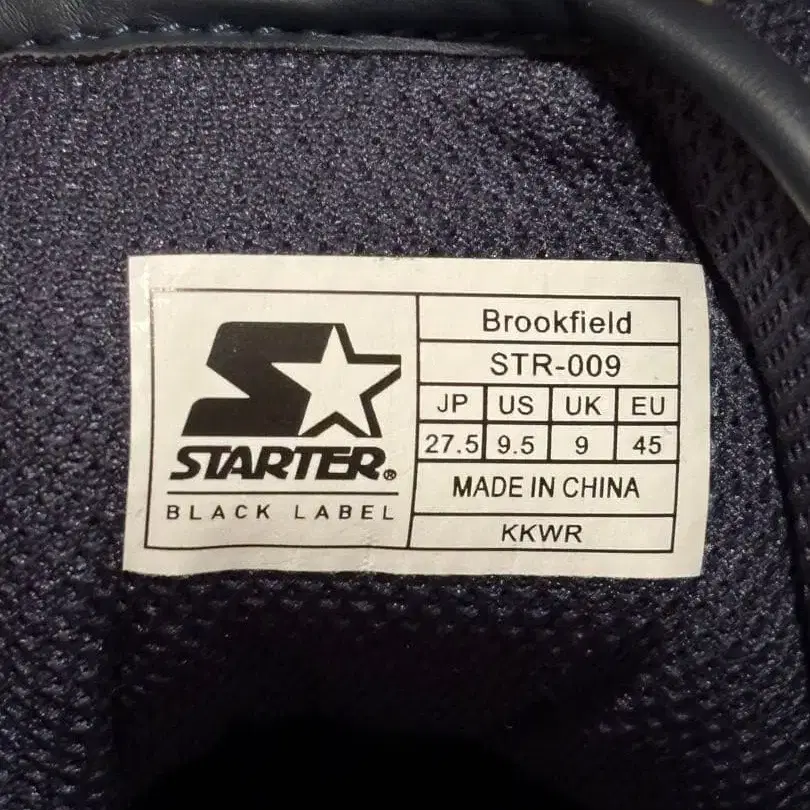 STARTER®
BLACK LABEL
Brookfield
STR-009
JP US UK EU
27.5 9.5 9 45
MADE IN CHINA
KKWR